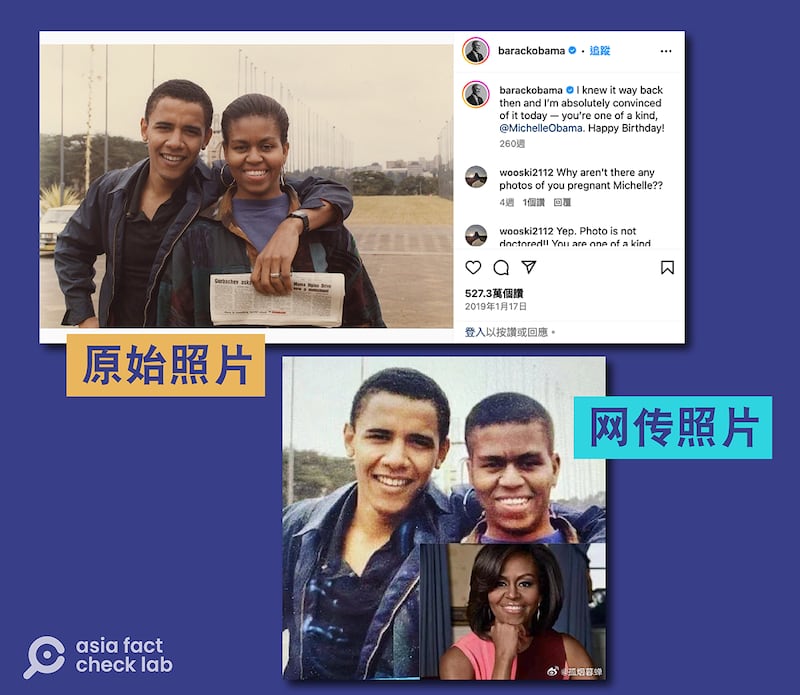 barackobama · 追蹤
barackobama I knew it way back
then and I'm absolutely convinced
of it today — you're one of a kind,
@MichelleObama. Happy Birthday!
260週
wooski2112 Why aren't there any
photos of you pregnant Michelle??
4週 1個讚 回覆
wooski2112 Yep. Photo is not
doctored!! You are one of a kind
527.3萬個讚
2019年1月17日
登入以按讚或回應。
Gorbachev
原始照片
网传照片
@孤烟暮蝉
asia fact
check lab